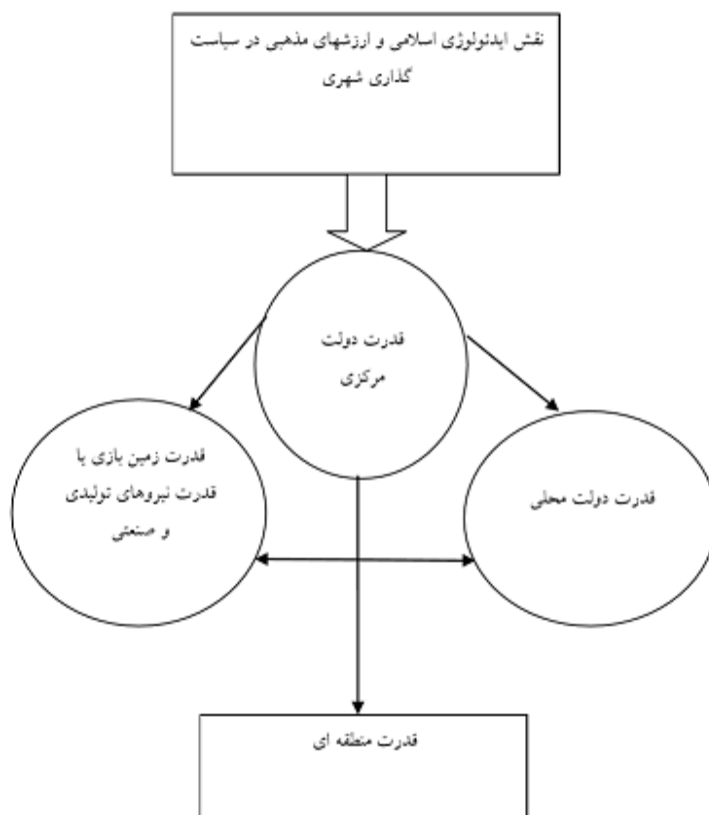 نقش ایدئولوژی اسلامی و ارزشهای مذهبی در سیاست
گذاری شهری
قدرت دولت
مرکزی
قدرت زمین بازی یا
قدرت نیروهای تولیدی
و صنعتی
قدرت دولت محلی
قدرت منطقه ای